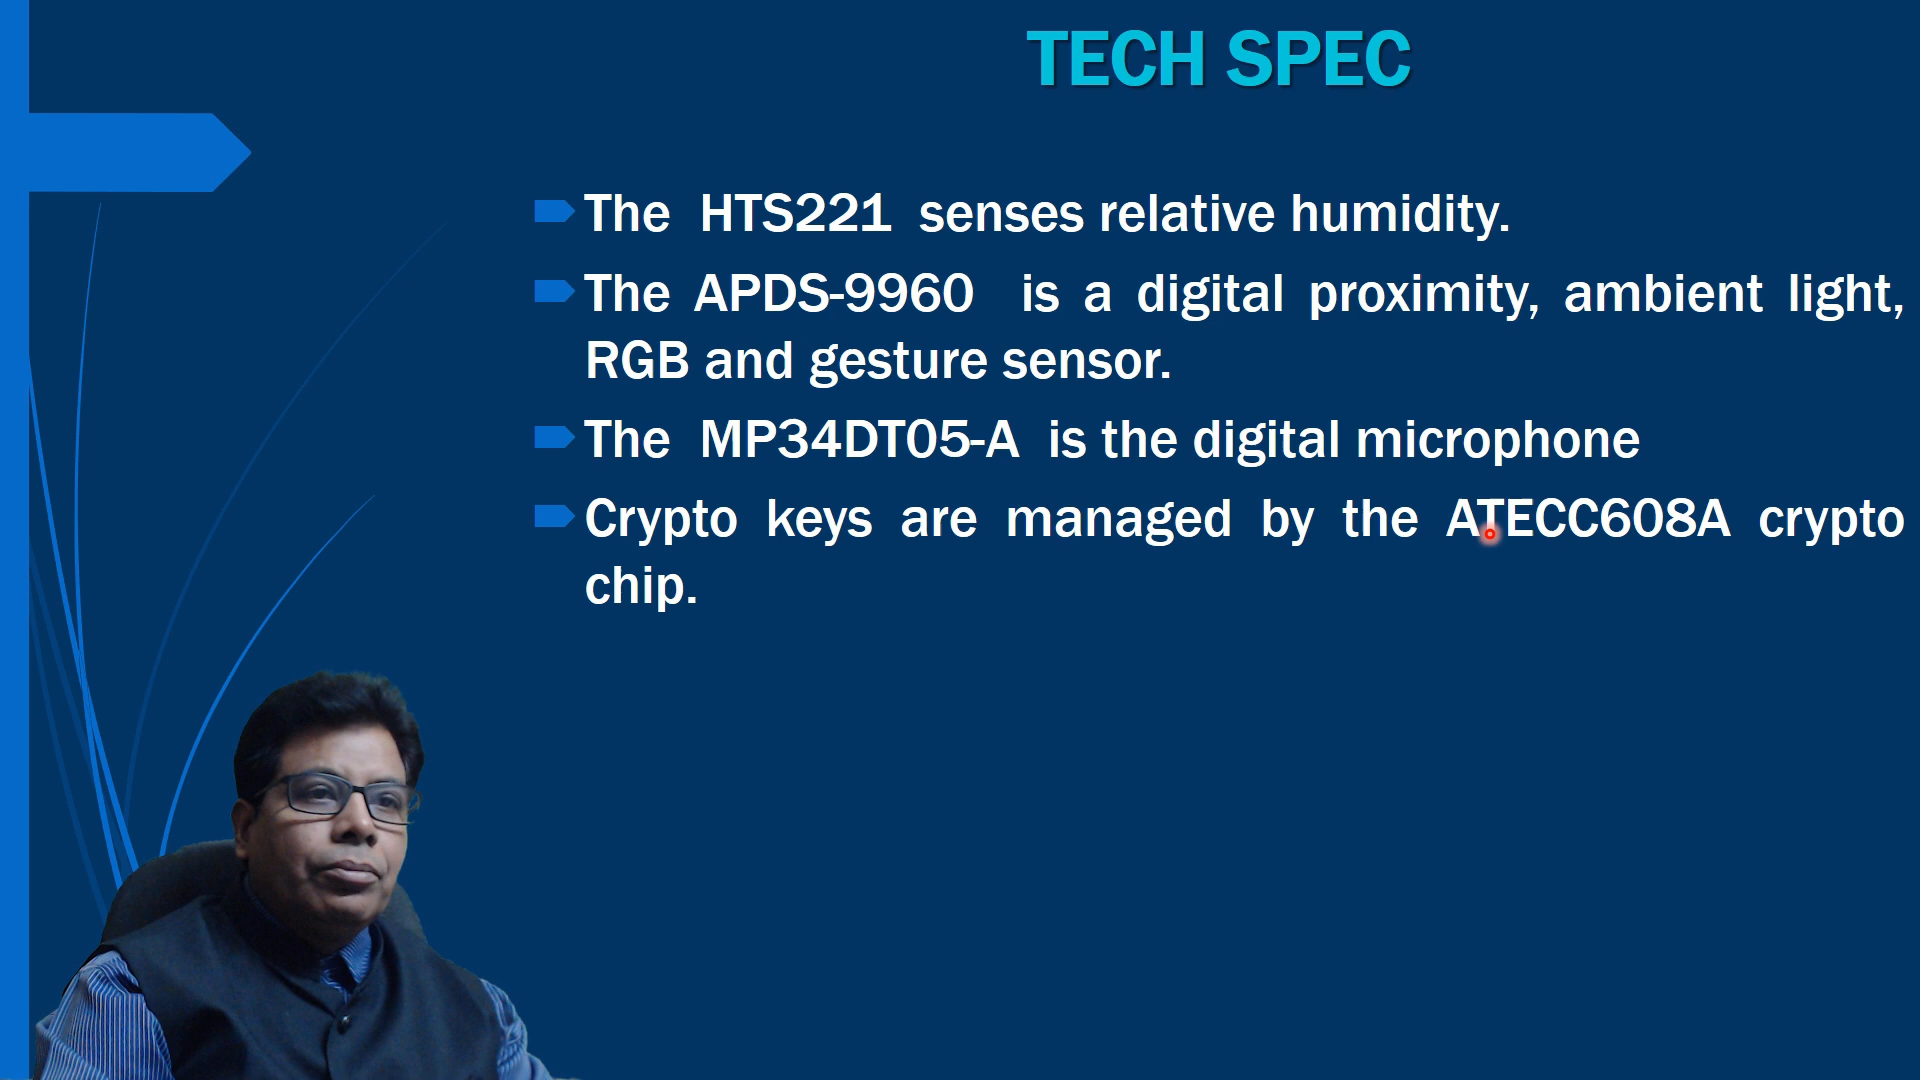 TECH SPEC
The HTS221 senses relative humidity.
The APDS-9960 is a digital proximity, ambient light,
RGB and gesture sensor.
The MP34DT05-A is the digital microphone
Crypto keys are managed by the ATECC608A crypto
chip.